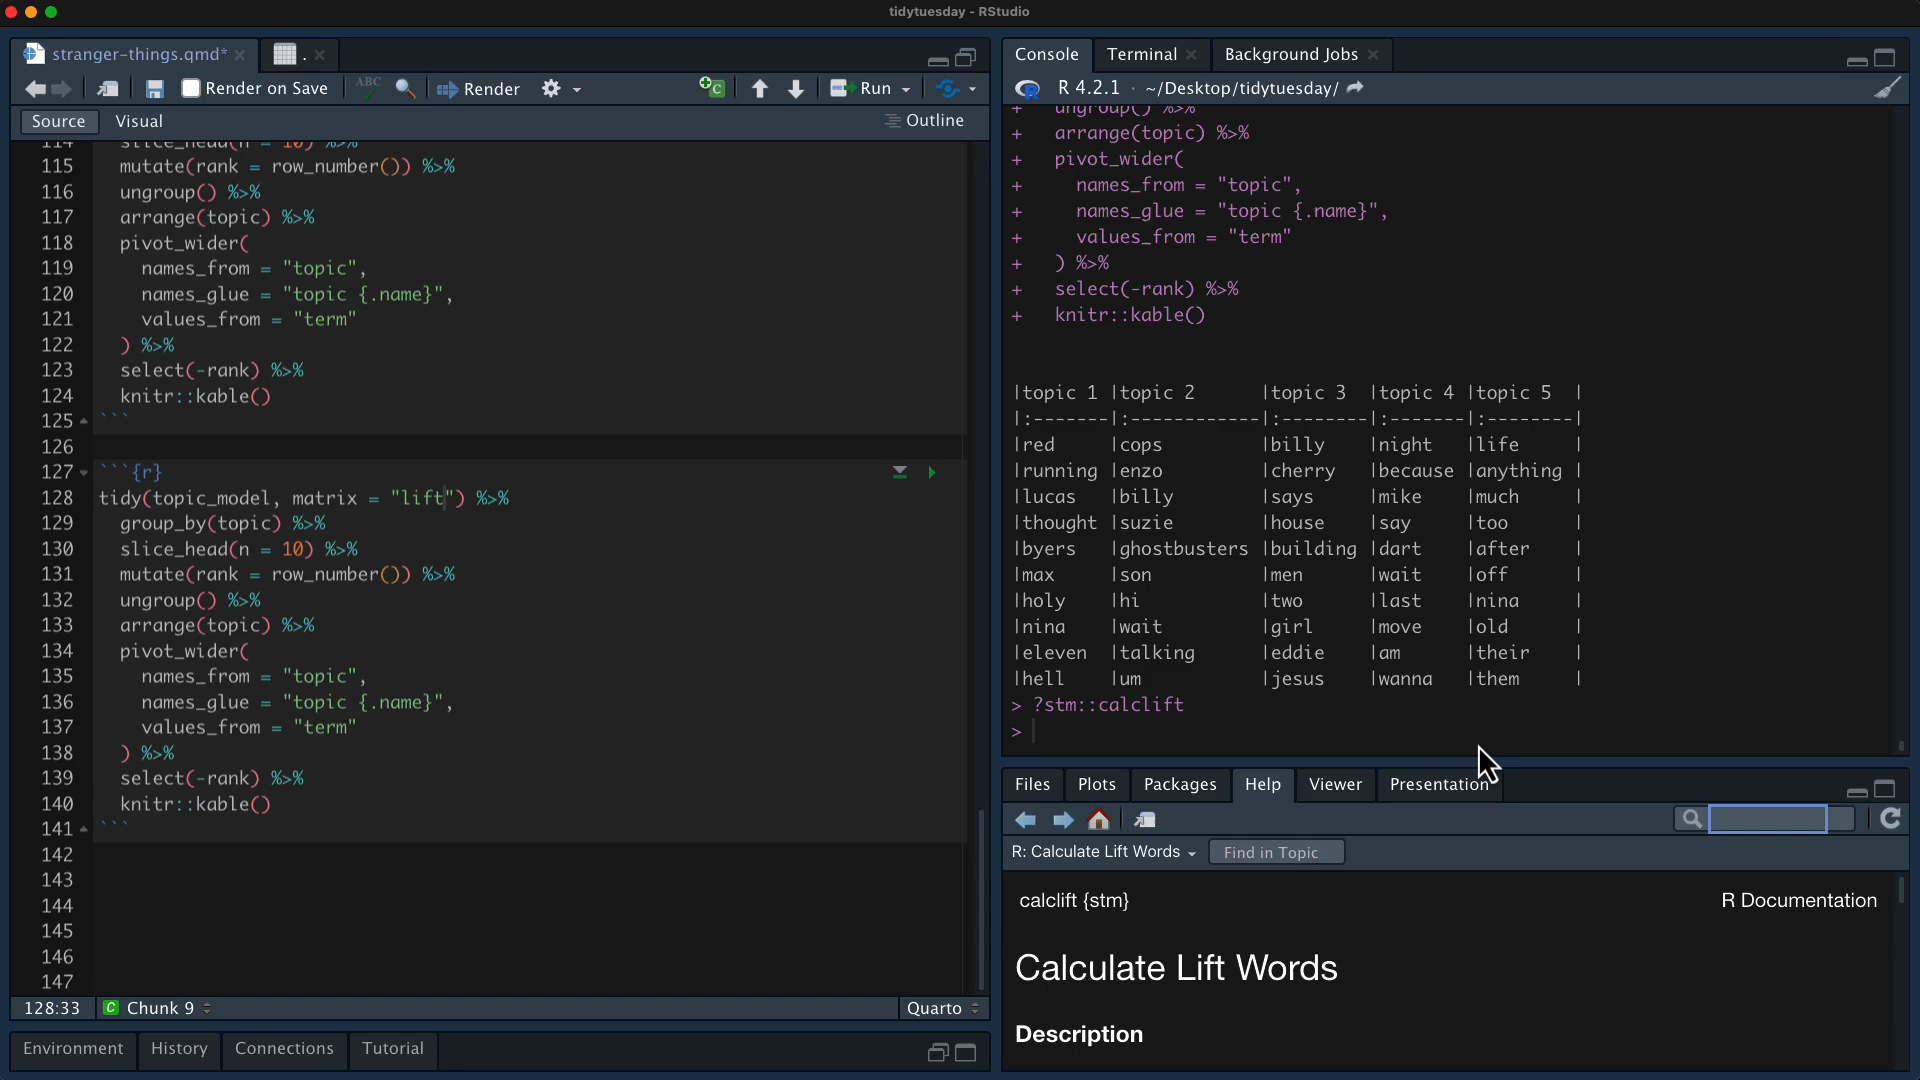 tidytuesday - RStudio
stranger-things.qmd*
.
Render on Save
ABC
Render
Run
Source
Visual
Outline
114 slice_head(n = 10) %>%
115 mutate(rank = row_number()) %>%
116 ungroup() %>%
117 arrange(topic) %>%
118 pivot_wider(
119 names_from = "topic",
120 names_glue = "topic {.name}",
121 values_from = "term"
122 ) %>%
123 select(-rank) %>%
124 knitr::kable()
125 ```
126
127 ```{r}
128 tidy(topic_model, matrix = "lift") %>%
129 group_by(topic) %>%
130 slice_head(n = 10) %>%
131 mutate(rank = row_number()) %>%
132 ungroup() %>%
133 arrange(topic) %>%
134 pivot_wider(
135 names_from = "topic",
136 names_glue = "topic {.name}",
137 values_from = "term"
138 ) %>%
139 select(-rank) %>%
140 knitr::kable()
141 ```
142
143
144
145
146
147
128:33
C Chunk 9
Quarto
Environment
History
Connections
Tutorial
Console
Terminal
Background Jobs
R 4.2.1 · ~/Desktop/tidytuesday/
+ ungroup() %>%
+ arrange(topic) %>%
+ pivot_wider(
+ names_from = "topic",
+ names_glue = "topic {.name}",
+ values_from = "term"
+ ) %>%
+ select(-rank) %>%
+ knitr::kable()
|topic 1 |topic 2 |topic 3 |topic 4 |topic 5 |
|:-------|:------------|:--------|:-------|:--------|
|red |cops |billy |night |life |
|running |enzo |cherry |because |anything |
|lucas |billy |says |mike |much |
|thought |suzie |house |say |too |
|byers |ghostbusters |building |dart |after |
|max |son |men |wait |off |
|holy |hi |two |last |nina |
|nina |wait |girl |move |old |
|eleven |talking |eddie |am |their |
|hell |um |jesus |wanna |them |
> ?stm::calclift
>
Files
Plots
Packages
Help
Viewer
Presentation
R: Calculate Lift Words
Find in Topic
calclift {stm}
R Documentation
Calculate Lift Words
Description